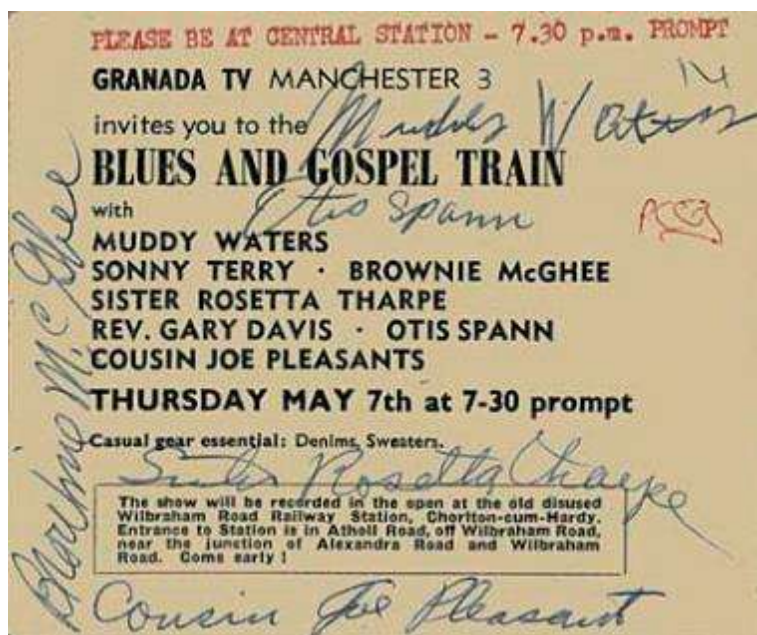 PLEASE BE AT CENTRAL STATION - 7.30 p.m. PROMPT
GRANADA TV MANCHESTER 3
14
invites you to the
Muddy Waters
BLUES AND GOSPEL TRAIN
with
Otis Spann
MUDDY WATERS
SONNY TERRY · BROWNIE McGHEE
SISTER ROSETTA THARPE
REV. GARY DAVIS · OTIS SPANN
COUSIN JOE PLEASANTS
THURSDAY MAY 7th at 7-30 prompt
Casual gear essential: Denims, Sweaters.
Sister Rosetta Tharpe
The show will be recorded in the open at the old disused
Wilbraham Road Railway Station, Chorlton-cum-Hardy.
Entrance to Station is in Atholl Road, off Wilbraham Road,
near the junction of Alexandra Road and Wilbraham
Road. Come early !
Cousin Joe Pleasant
Brownie McGhee